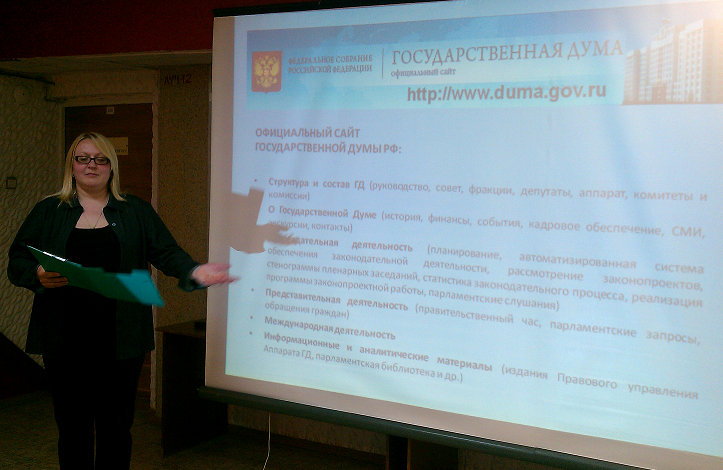 ФЕДЕРАЛЬНОЕ СОБРАНИЕ
РОССИЙСКОЙ ФЕДЕРАЦИИ
ГОСУДАРСТВЕННАЯ ДУМА
официальный сайт
http://www.duma.gov.ru
ОФИЦИАЛЬНЫЙ САЙТ
ГОСУДАРСТВЕННОЙ ДУМЫ РФ:
• Структура и состав ГД (руководство, совет, фракции, депутаты, аппарат, комитеты и
комиссии)
О Государственной Думе (история, финансы, события, кадровое обеспечение, СМИ,
контакты)
деятельность (планирование, автоматизированная система
обеспечения законодательной деятельности, рассмотрение законопроектов,
стенограммы пленарных заседаний, статистика законодательного процесса, реализация
программы законопроектной работы, парламентские слушания)
• Представительная деятельность (правительственный час, парламентские запросы,
обращения граждан)
• Международная деятельность
• Информационные и аналитические материалы (издания Правового управления
Аппарата ГД, парламентская библиотека и др.)